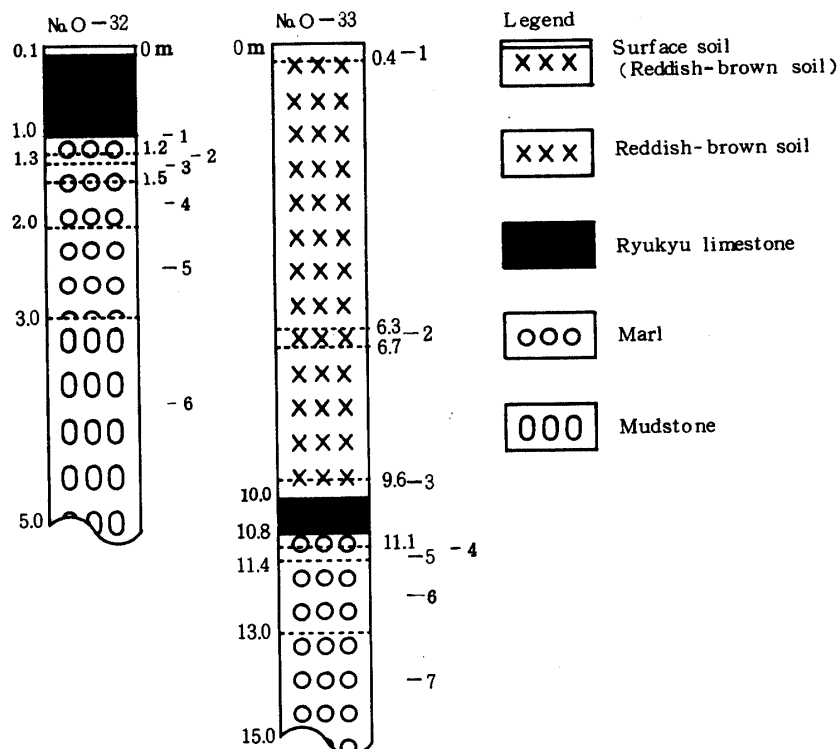 No. O-32
0.1
0 m
1.0
-1
1.2
-2
1.3
-3
1.5
-4
2.0
-5
3.0
-6
5.0
No. O-33
0 m
0.4 -1
6.3
-2
6.7
9.6 -3
10.0
10.8
11.1
-4
-5
11.4
-6
13.0
-7
15.0
Legend
Surface soil
(Reddish-brown soil)
Reddish-brown soil
Ryukyu limestone
Marl
Mudstone